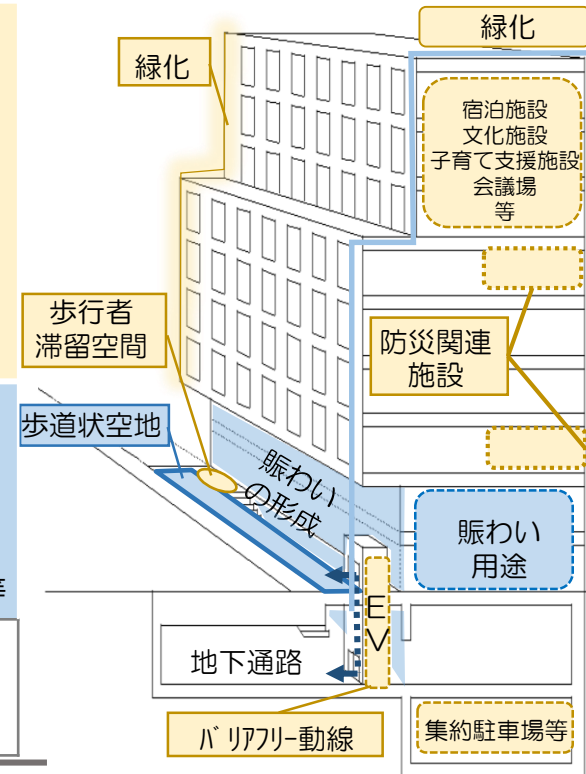 緑化
緑化
宿泊施設
文化施設
子育て支援施設
会議場
等
歩行者
滞留空間
防災関連
施設
歩道状空地
賑わい
の形成
賑わい
用途
等
EV
地下通路
バリアフリー動線
集約駐車場等